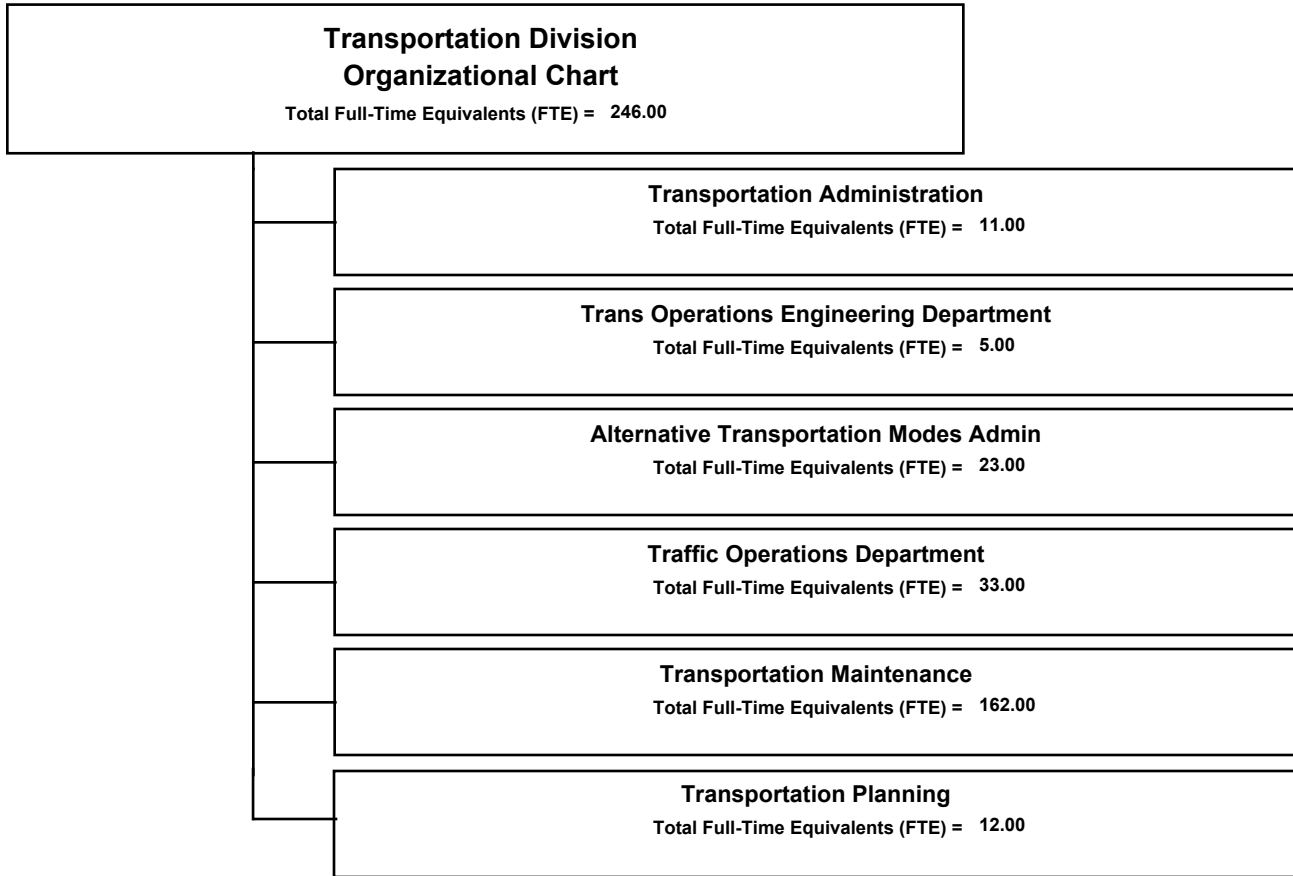 Transportation Division
Organizational Chart
Total Full-Time Equivalents (FTE) = 246.00
Transportation Administration
Total Full-Time Equivalents (FTE) = 11.00
Trans Operations Engineering Department
Total Full-Time Equivalents (FTE) = 5.00
Alternative Transportation Modes Admin
Total Full-Time Equivalents (FTE) = 23.00
Traffic Operations Department
Total Full-Time Equivalents (FTE) = 33.00
Transportation Maintenance
Total Full-Time Equivalents (FTE) = 162.00
Transportation Planning
Total Full-Time Equivalents (FTE) = 12.00